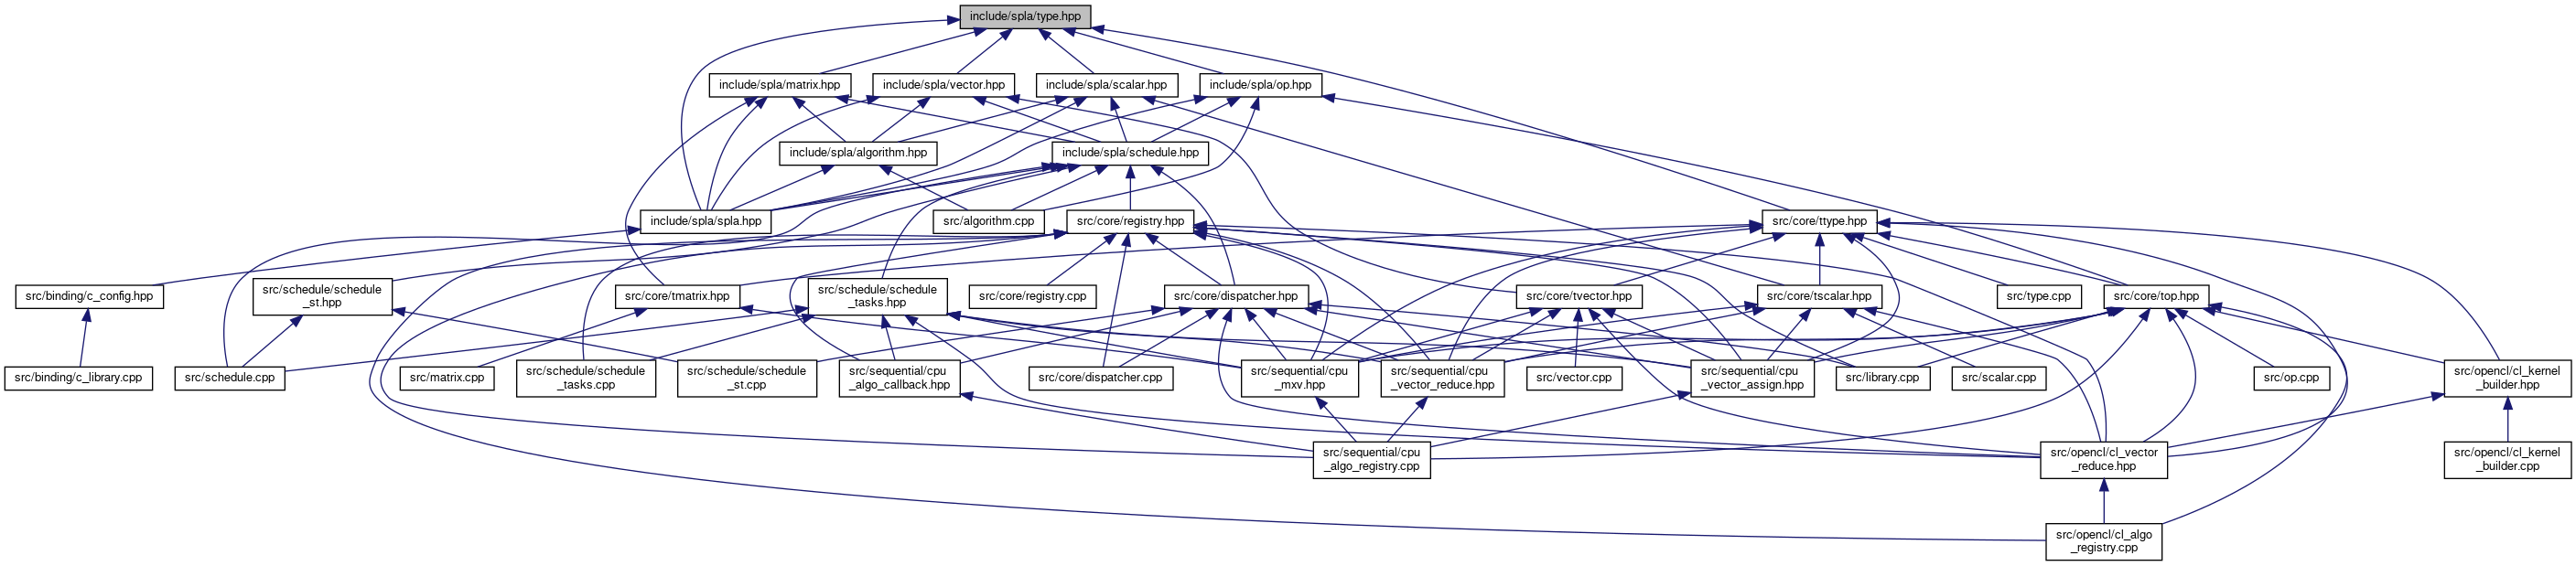 include/spla/type.hpp
include/spla/matrix.hpp
include/spla/vector.hpp
include/spla/scalar.hpp
include/spla/op.hpp
include/spla/algorithm.hpp
include/spla/schedule.hpp
include/spla/spla.hpp
src/algorithm.cpp
src/core/registry.hpp
src/core/ttype.hpp
src/binding/c_config.hpp
src/schedule/schedule
_st.hpp
src/core/tmatrix.hpp
src/schedule/schedule
_tasks.hpp
src/core/registry.cpp
src/core/dispatcher.hpp
src/core/tvector.hpp
src/core/tscalar.hpp
src/type.cpp
src/core/top.hpp
src/binding/c_library.cpp
src/schedule.cpp
src/matrix.cpp
src/schedule/schedule
_tasks.cpp
src/schedule/schedule
_st.cpp
src/sequential/cpu
_algo_callback.hpp
src/core/dispatcher.cpp
src/sequential/cpu
_mxv.hpp
src/sequential/cpu
_vector_reduce.hpp
src/vector.cpp
src/sequential/cpu
_vector_assign.hpp
src/library.cpp
src/scalar.cpp
src/op.cpp
src/opencl/cl_kernel
_builder.hpp
src/sequential/cpu
_algo_registry.cpp
src/opencl/cl_vector
_reduce.hpp
src/opencl/cl_kernel
_builder.cpp
src/opencl/cl_algo
_registry.cpp